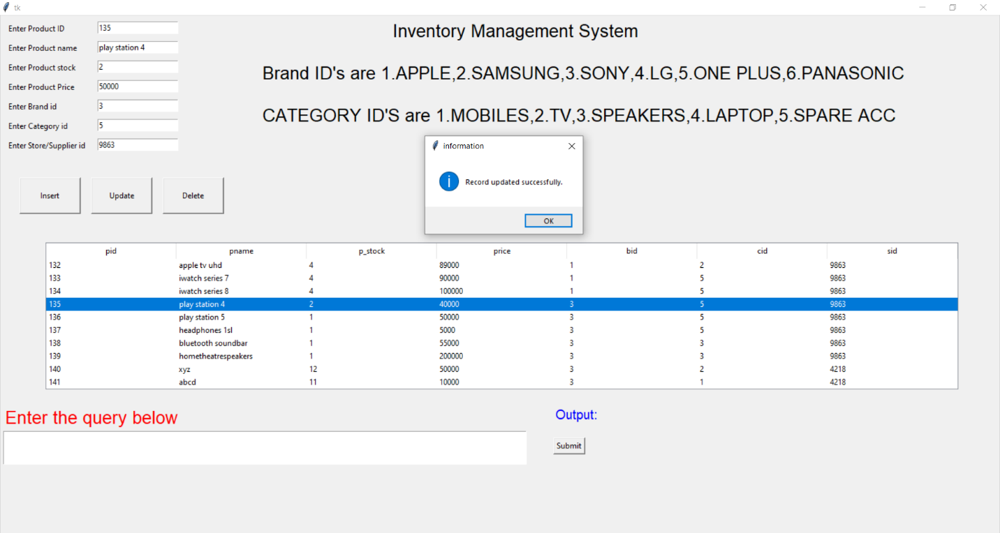 tk
Enter Product ID 135
Enter Product name play station 4
Enter Product stock 2
Enter Product Price 50000
Enter Brand id 3
Enter Category id 5
Enter Store/Supplier id 9863
Inventory Management System
Brand ID's are 1.APPLE,2.SAMSUNG,3.SONY,4.LG,5.ONE PLUS,6.PANASONIC
CATEGORY ID'S are 1.MOBILES,2.TV,3.SPEAKERS,4.LAPTOP,5.SPARE ACC
information
Record updated successfully.
OK
Insert Update Delete
pid pname p_stock price bid cid sid
132 apple tv uhd 4 89000 1 2 9863
133 iwatch series 7 4 90000 1 5 9863
134 iwatch series 8 4 100000 1 5 9863
135 play station 4 2 40000 3 5 9863
136 play station 5 1 50000 3 5 9863
137 headphones 1sl 1 5000 3 5 9863
138 bluetooth soundbar 1 55000 3 3 9863
139 hometheatrespeakers 1 200000 3 3 9863
140 xyz 12 50000 3 2 4218
141 abcd 11 10000 3 1 4218
Enter the query below
Output:
Submit